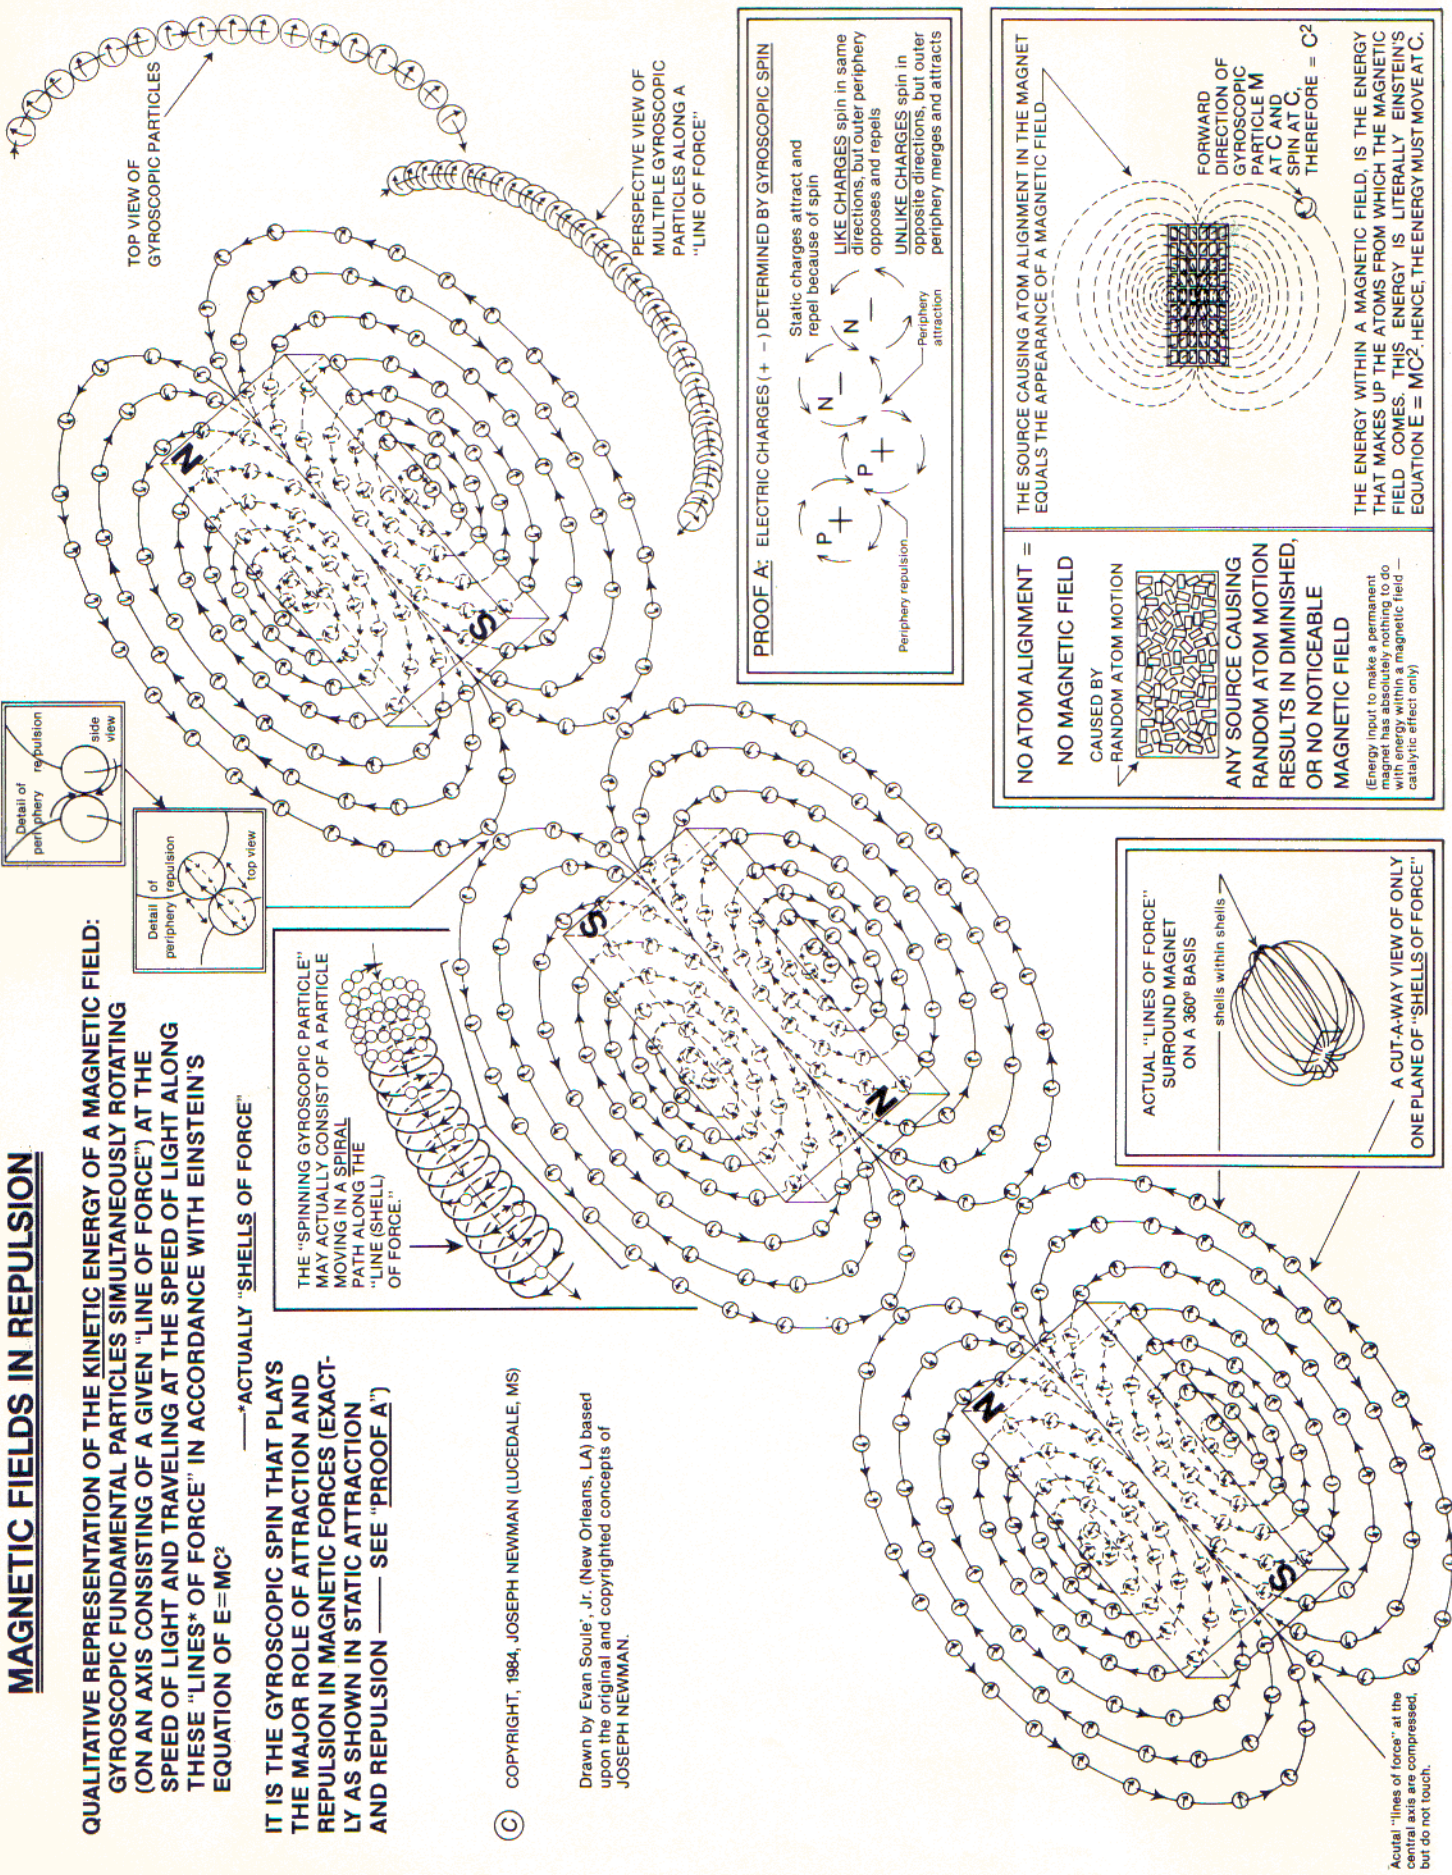 MAGNETIC FIELDS IN REPULSION
QUALITATIVE REPRESENTATION OF THE KINETIC ENERGY OF A MAGNETIC FIELD:
GYROSCOPIC FUNDAMENTAL PARTICLES SIMULTANEOUSLY ROTATING
(ON AN AXIS CONSISTING OF A GIVEN "LINE OF FORCE") AT THE
SPEED OF LIGHT AND TRAVELING AT THE SPEED OF LIGHT ALONG
THESE "LINES* OF FORCE" IN ACCORDANCE WITH EINSTEIN'S
EQUATION OF E=MC²
*ACTUALLY "SHELLS OF FORCE"
IT IS THE GYROSCOPIC SPIN THAT PLAYS
THE MAJOR ROLE OF ATTRACTION AND
REPULSION IN MAGNETIC FORCES (EXACT-
LY AS SHOWN IN STATIC ATTRACTION
AND REPULSION — SEE "PROOF A")
© COPYRIGHT, 1984, JOSEPH NEWMAN (LUCEDALE, MS)
Drawn by Evan Soule', Jr. (New Orleans, LA) based
upon the original and copyrighted concepts of
JOSEPH NEWMAN.
Detail of
periphery repulsion
side
view
Detail of
periphery repulsion
top view
THE "SPINNING GYROSCOPIC PARTICLE"
MAY ACTUALLY CONSIST OF A PARTICLE
MOVING IN A SPIRAL
PATH ALONG THE
"LINE (SHELL)
OF FORCE."
TOP VIEW OF
GYROSCOPIC PARTICLES
PERSPECTIVE VIEW OF
MULTIPLE GYROSCOPIC
PARTICLES ALONG A
"LINE OF FORCE"
N
S
S
N
N
S
Acutal "lines of force" at the
central axis are compressed,
but do not touch.
ACTUAL "LINES OF FORCE"
SURROUND MAGNET
ON A 360° BASIS
shells within shells
A CUT-A-WAY VIEW OF ONLY
ONE PLANE OF "SHELLS OF FORCE"
PROOF A: ELECTRIC CHARGES (+ −) DETERMINED BY GYROSCOPIC SPIN
Static charges attract and
repel because of spin
LIKE CHARGES spin in same
directions, but outer periphery
opposes and repels
UNLIKE CHARGES spin in
opposite directions, but outer
periphery merges and attracts
P
+
N
−
P
+
N
−
Periphery repulsion
Periphery
attraction
NO ATOM ALIGNMENT =
NO MAGNETIC FIELD
CAUSED BY
RANDOM ATOM MOTION
ANY SOURCE CAUSING
RANDOM ATOM MOTION
RESULTS IN DIMINISHED,
OR NO NOTICEABLE
MAGNETIC FIELD
(Energy input to make a permanent
magnet has absolutely nothing to do
with energy within a magnetic field —
catalytic effect only)
THE SOURCE CAUSING ATOM ALIGNMENT IN THE MAGNET
EQUALS THE APPEARANCE OF A MAGNETIC FIELD
FORWARD
DIRECTION OF
GYROSCOPIC
PARTICLE M
AT C AND
SPIN AT C,
THEREFORE = C²
THE ENERGY WITHIN A MAGNETIC FIELD, IS THE ENERGY
THAT MAKES UP THE ATOMS FROM WHICH THE MAGNETIC
FIELD COMES. THIS ENERGY IS LITERALLY EINSTEIN'S
EQUATION E = MC². HENCE, THE ENERGY MUST MOVE AT C.